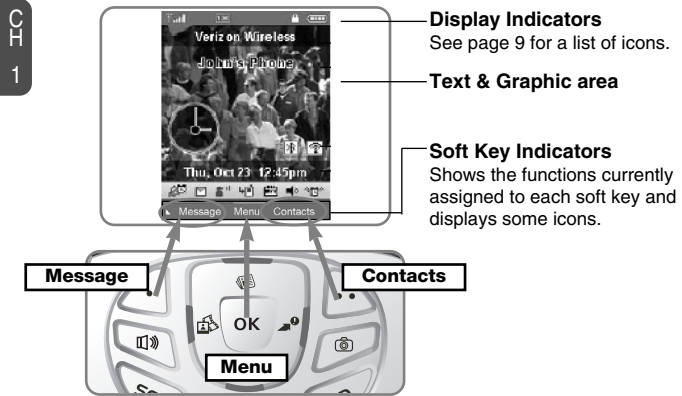 CH
1
Verizon Wireless
John's Phone
Thu, Oct 23 12:45pm
Message Menu Contacts
Display Indicators
See page 9 for a list of icons.
Text & Graphic area
Soft Key Indicators
Shows the functions currently
assigned to each soft key and
displays some icons.
Message
Contacts
OK
Menu